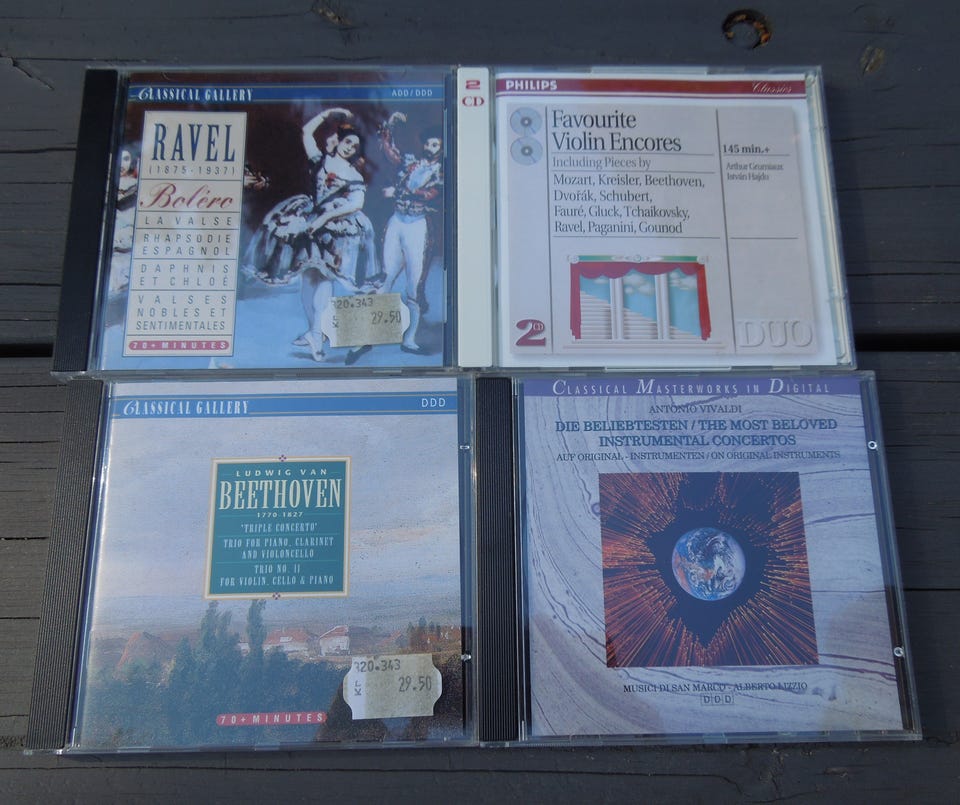 CLASSICAL GALLERY
ADD/DDD
RAVEL
(1875-1937)
Boléro
LA VALSE
RHAPSODIE
ESPAGNOL
DAPHNIS
ET CHLOÉ
VALSES
NOBLES ET
SENTIMENTALES
70+ MINUTES
320.343
Kr 29.50
2
CD
PHILIPS
Classics
Favourite
Violin Encores
Including Pieces by
Mozart, Kreisler, Beethoven,
Dvořák, Schubert,
Fauré, Gluck, Tchaikovsky,
Ravel, Paganini, Gounod
145 min.+
Arthur Grumiaux
István Hajdu
2CD
DUO
CLASSICAL GALLERY
DDD
LUDWIG VAN
BEETHOVEN
1770-1827
'TRIPLE CONCERTO'
TRIO FOR PIANO, CLARINET
AND VIOLONCELLO
TRIO NO. 11
FOR VIOLIN, CELLO & PIANO
320.343
Kr 29.50
70+ MINUTES
CLASSICAL MASTERWORKS IN DIGITAL
ANTONIO VIVALDI
DIE BELIEBTESTEN / THE MOST BELOVED
INSTRUMENTAL CONCERTOS
AUF ORIGINAL - INSTRUMENTEN / ON ORIGINAL INSTRUMENTS
MUSICI DI SAN MARCO - ALBERTO LIZZIO
DDD